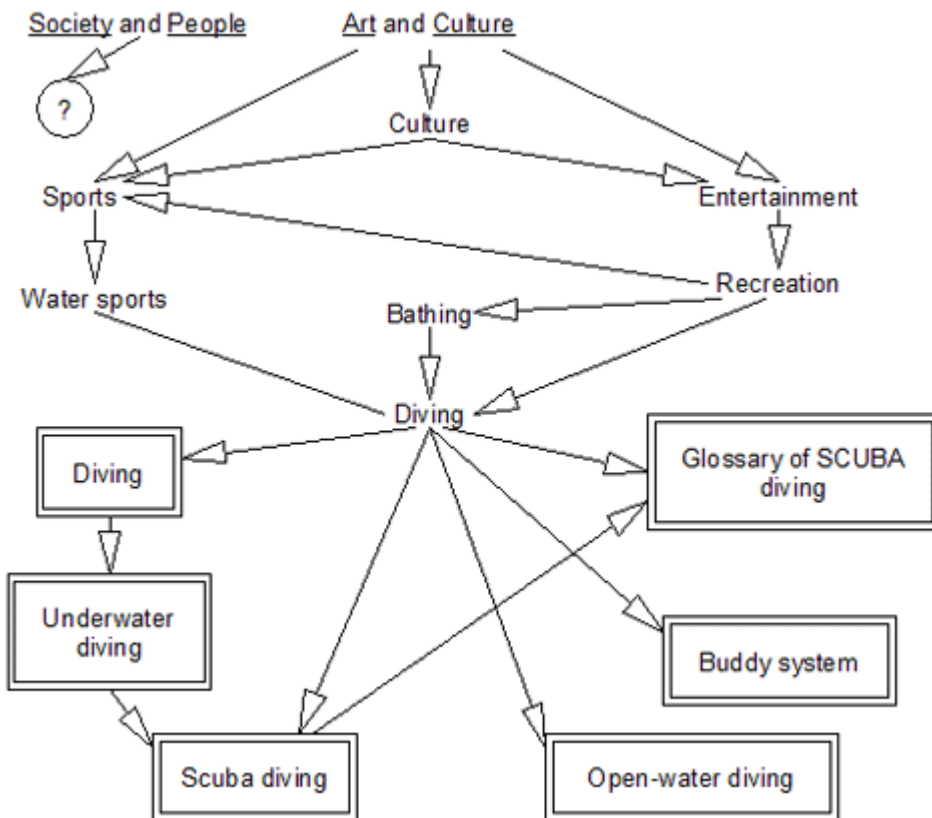 Society and People
Art and Culture
?
Culture
Sports
Entertainment
Water sports
Recreation
Bathing
Diving
Diving
Glossary of SCUBA
diving
Underwater
diving
Buddy system
Scuba diving
Open-water diving